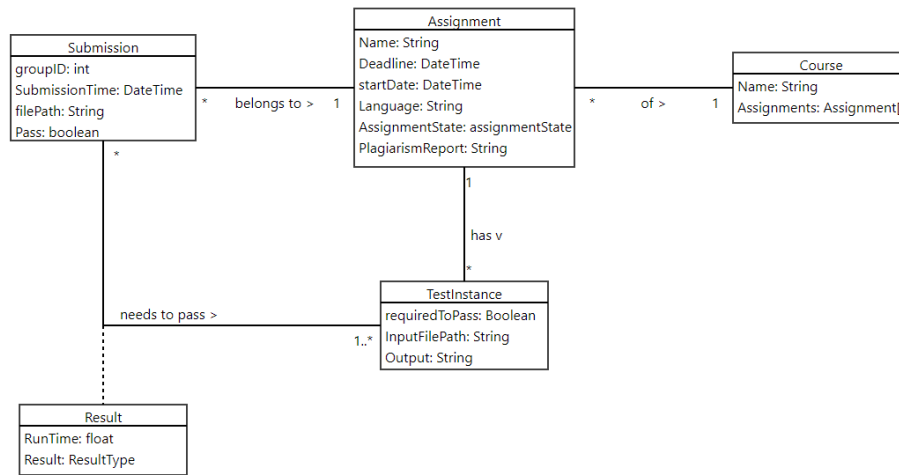 Submission
groupID: int
SubmissionTime: DateTime
filePath: String
Pass: boolean
*
belongs to >
1
Assignment
Name: String
Deadline: DateTime
startDate: DateTime
Language: String
AssignmentState: assignmentState
PlagiarismReport: String
*
of >
1
Course
Name: String
Assignments: Assignment[
*
1
has v
*
needs to pass >
1..*
TestInstance
requiredToPass: Boolean
InputFilePath: String
Output: String
Result
RunTime: float
Result: ResultType